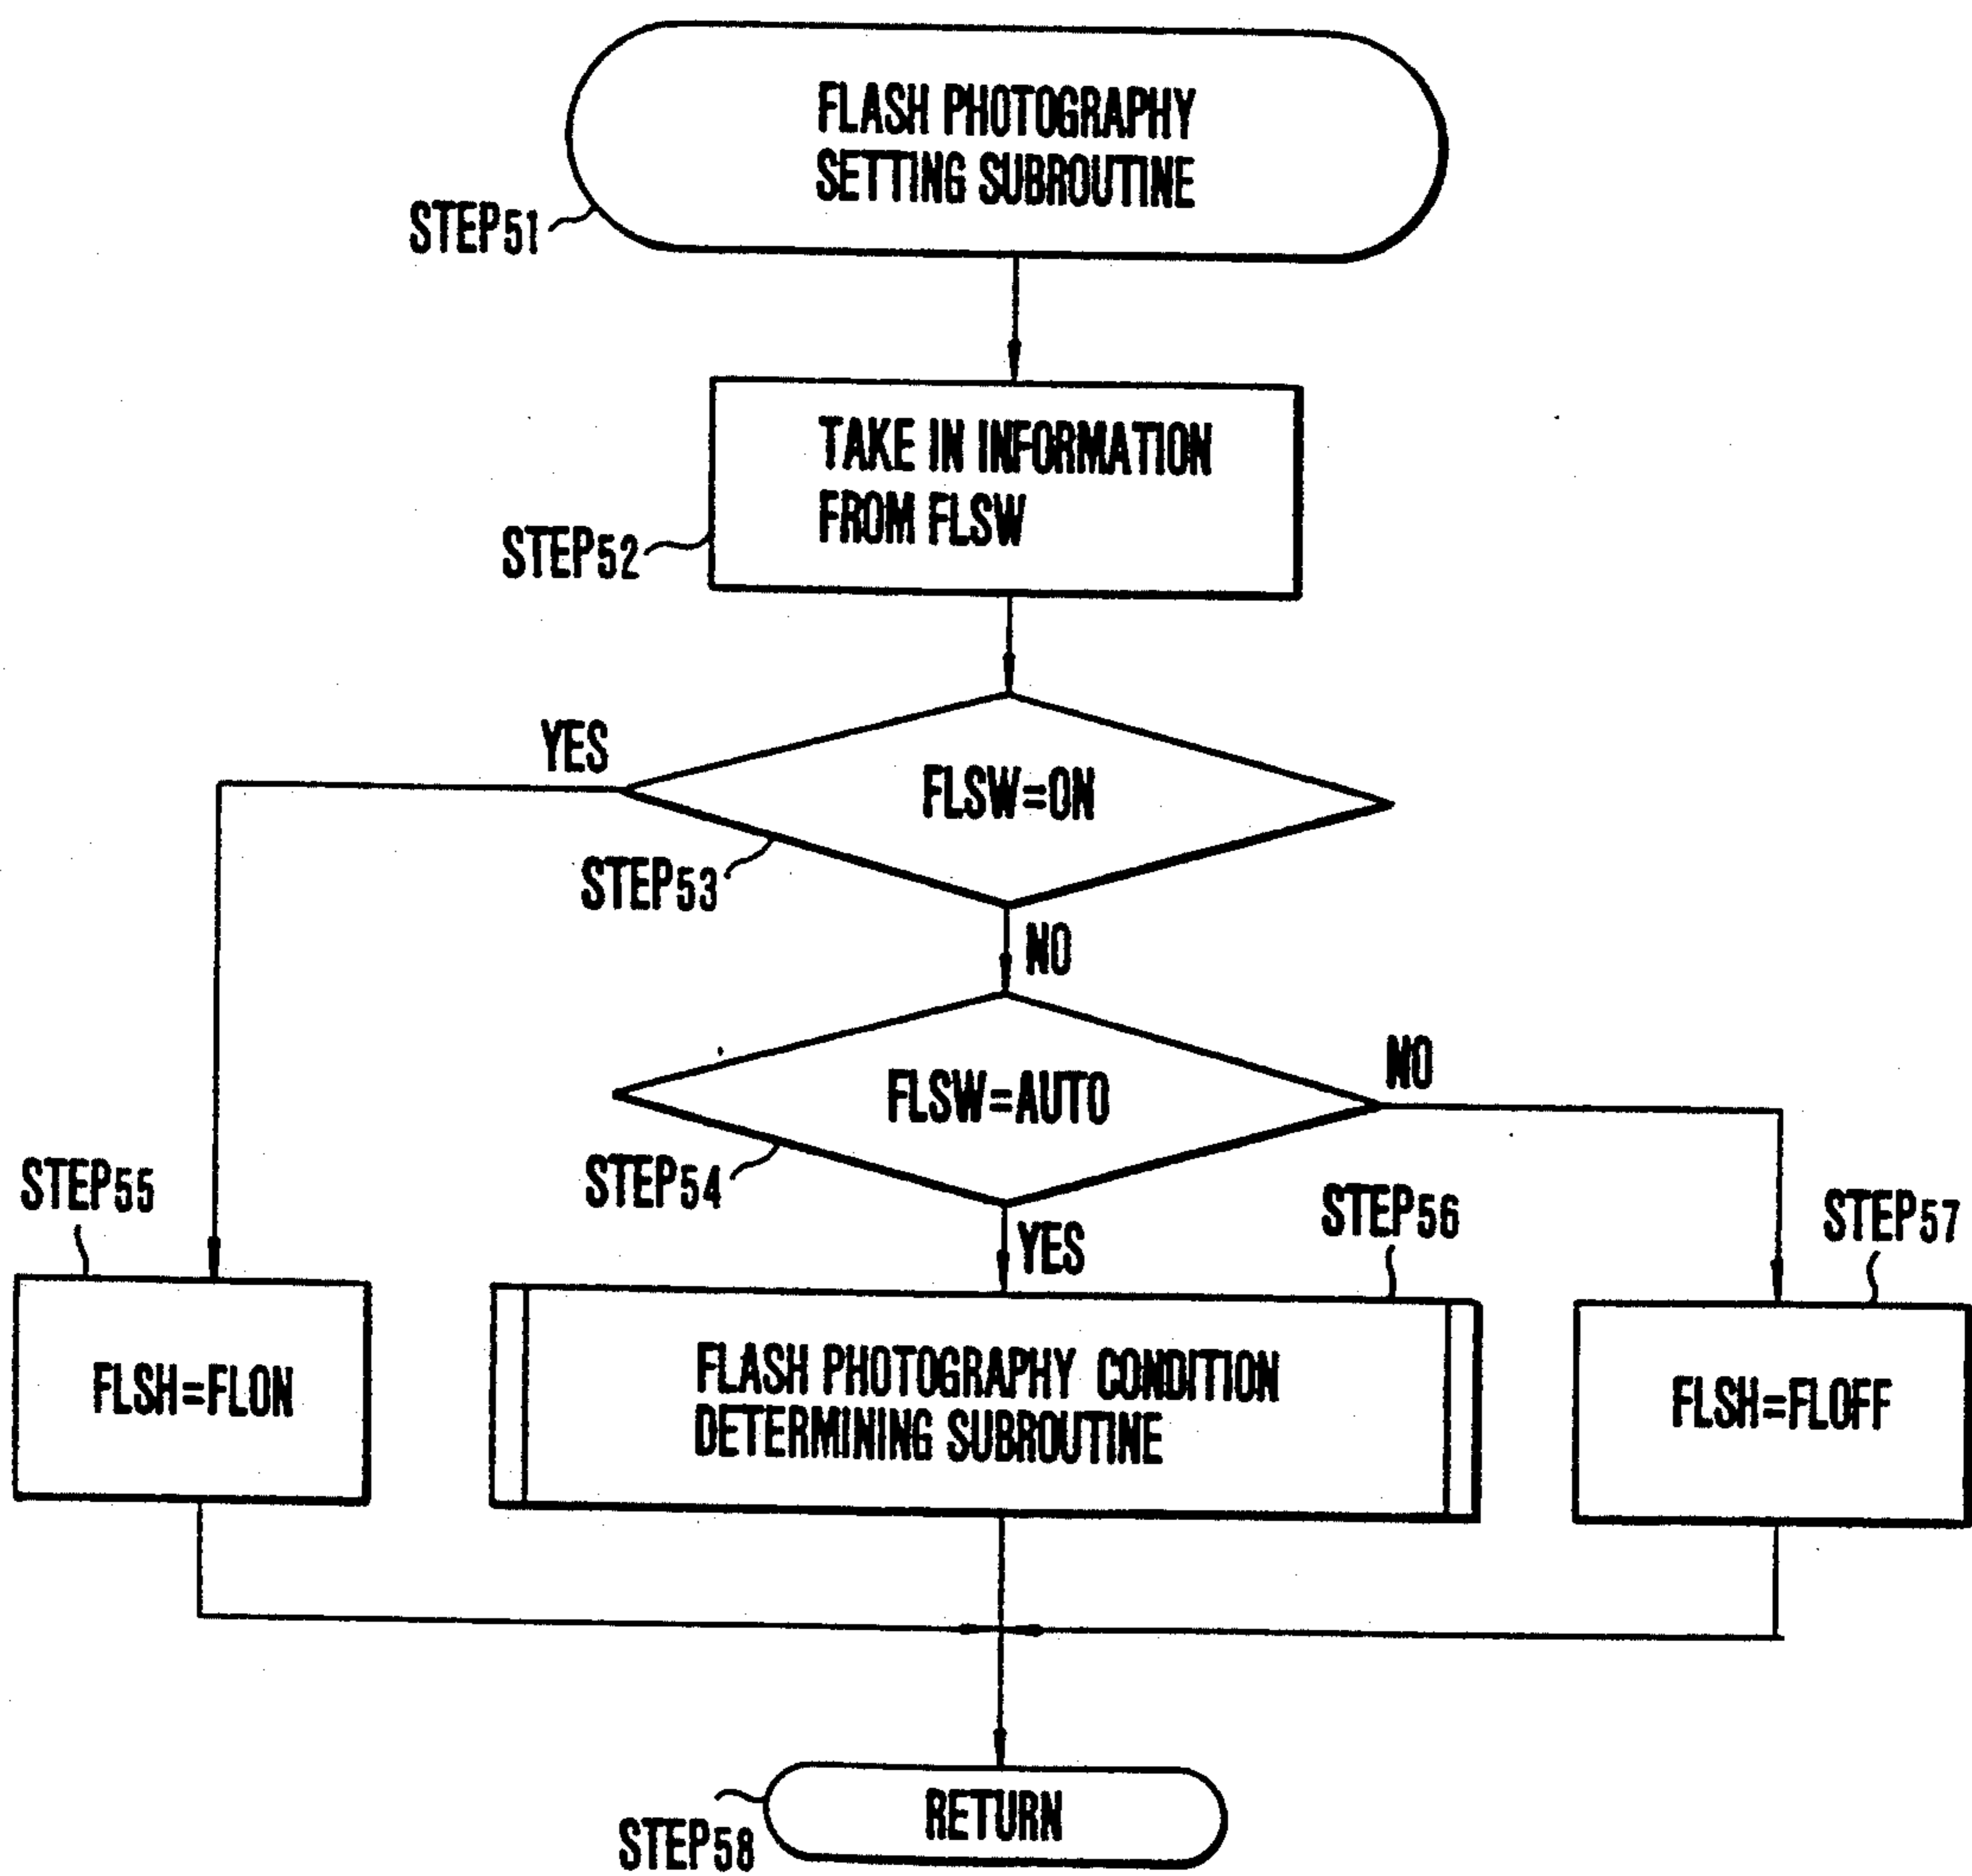 FLASH PHOTOGRAPHY
SETTING SUBROUTINE
STEP51
TAKE IN INFORMATION
FROM FLSW
STEP52
YES
FLSW=ON
STEP53
NO
FLSW=AUTO
NO
STEP54
YES
STEP55
STEP56
STEP57
FLSH=FLON
FLASH PHOTOGRAPHY CONDITION
DETERMINING SUBROUTINE
FLSH=FLOFF
RETURN
STEP58